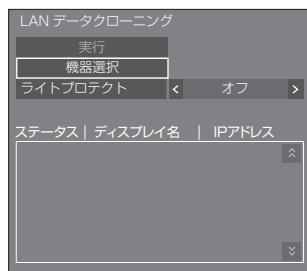 LAN データクローニング
実行
機器選択
ライトプロテクト < オフ >
ステータス | ディスプレイ名 | IPアドレス